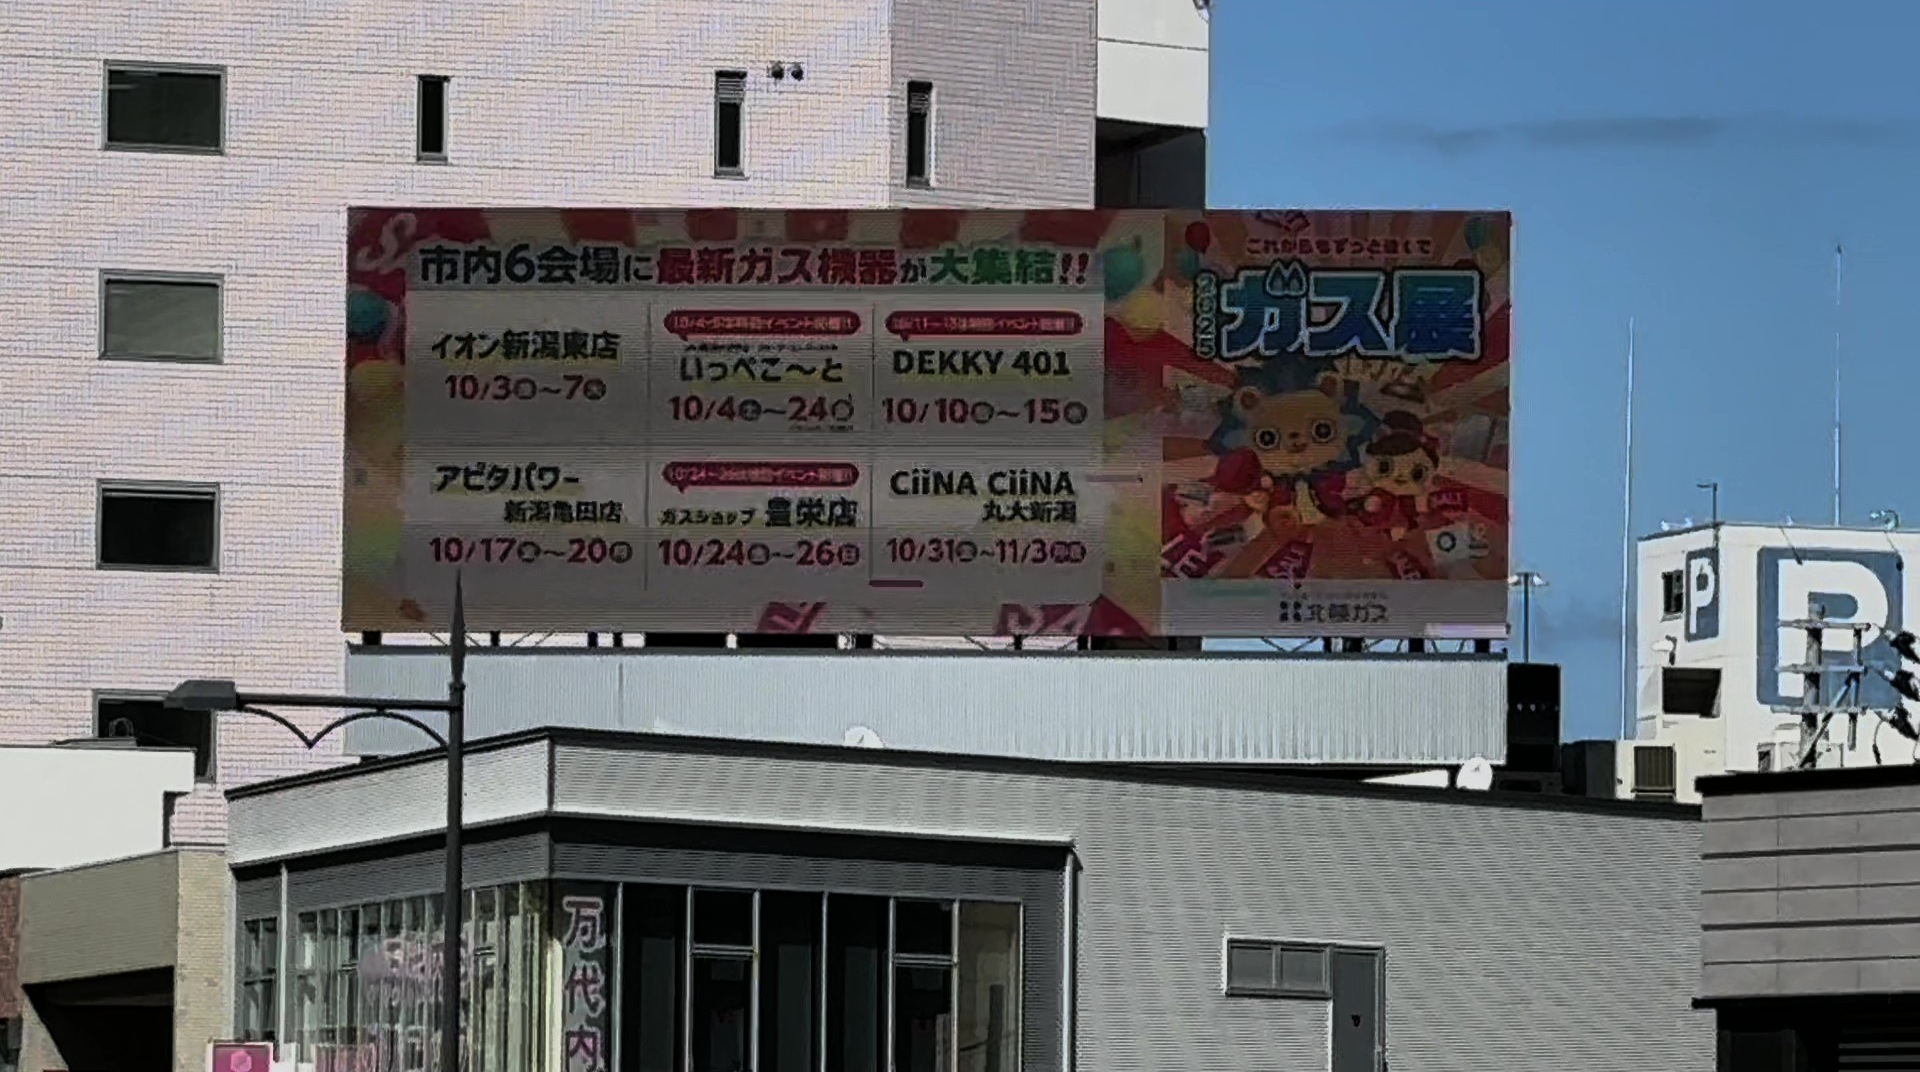 市内6会場に最新ガス機器が大集結!!
イオン新潟東店
10/3㊎～7㊋
いっぺこ～と
10/4㊏～24㊎
DEKKY 401
10/10㊎～15㊌
アピタパワー
新潟亀田店
10/17㊎～20㊊
ガスショップ 豊栄店
10/24㊎～26㊐
CiiNA CiiNA
丸大新潟
10/31㊎～11/3
これからもずっと強くて
2025
ガス展
SALE
北陸ガス
P
P
万代内